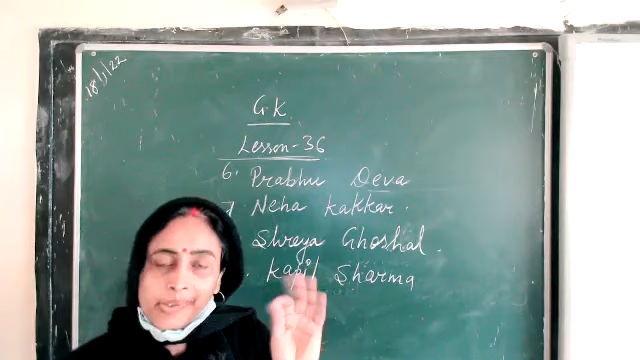 18/1/22
G.K
Lesson-36
6. Prabhu Deva
7. Neha Kakkar.
Shreya Ghoshal.
. Kapil Sharma